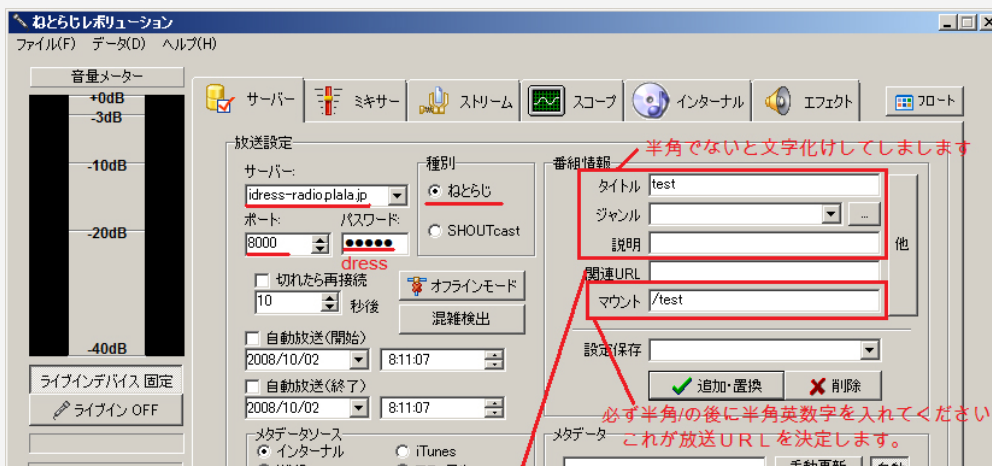 ねとらじレボリューション
ファイル(F) データ(D) ヘルプ(H)
音量メーター
+0dB
-3dB
-10dB
-20dB
-40dB
ライブインデバイス 固定
ライブイン OFF
サーバー ミキサー ストリーム スコープ インターナル エフェクト フロート
放送設定
サーバー:
idress-radio.plala.jp
ポート: パスワード:
8000 ●●●●●
dress
種別
ねとらじ
SHOUTcast
切れたら再接続
10 秒後
オフラインモード
混雑検出
自動放送(開始)
2008/10/02 8:11:07
自動放送(終了)
2008/10/02 8:11:07
メタデータソース
インターナル iTunes
半角でないと文字化けしてしまします
番組情報
タイトル test
ジャンル ...
説明
関連URL
マウント /test
他
設定保存
追加・置換 削除
必ず半角/の後に半角英数字を入れてください
これが放送URLを決定します。
メタデータ
手動更新 自動